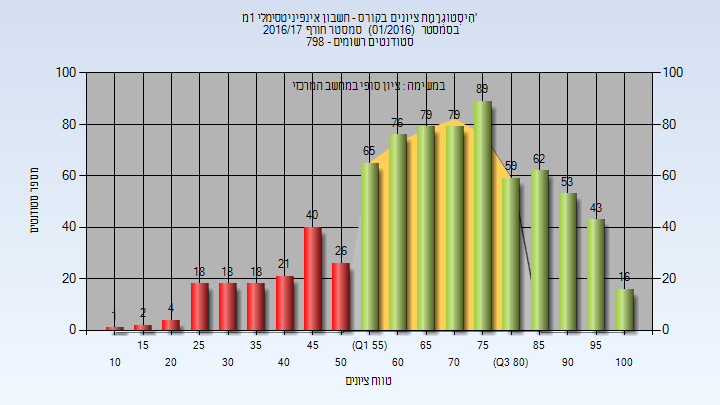 היסטוגרמת ציונים בקורס - חשבון אינפיניטסימלי 1מ'
בסמסטר (01/2016) סמסטר חורף 2016/17
סטודנטים רשומים - 798
במשימה : ציון סופי במחשב המרכזי
100 100
80 80
60 60
40 40
20 20
0 0
מספר סטודנטים
1 2 4 18 18 18 21 40 26 65 76 79 79 89 59 62 53 43 16
15 25 35 45 (Q1 55) 65 75 85 95
10 20 30 40 50 60 70 (Q3 80) 90 100
טווח ציונים